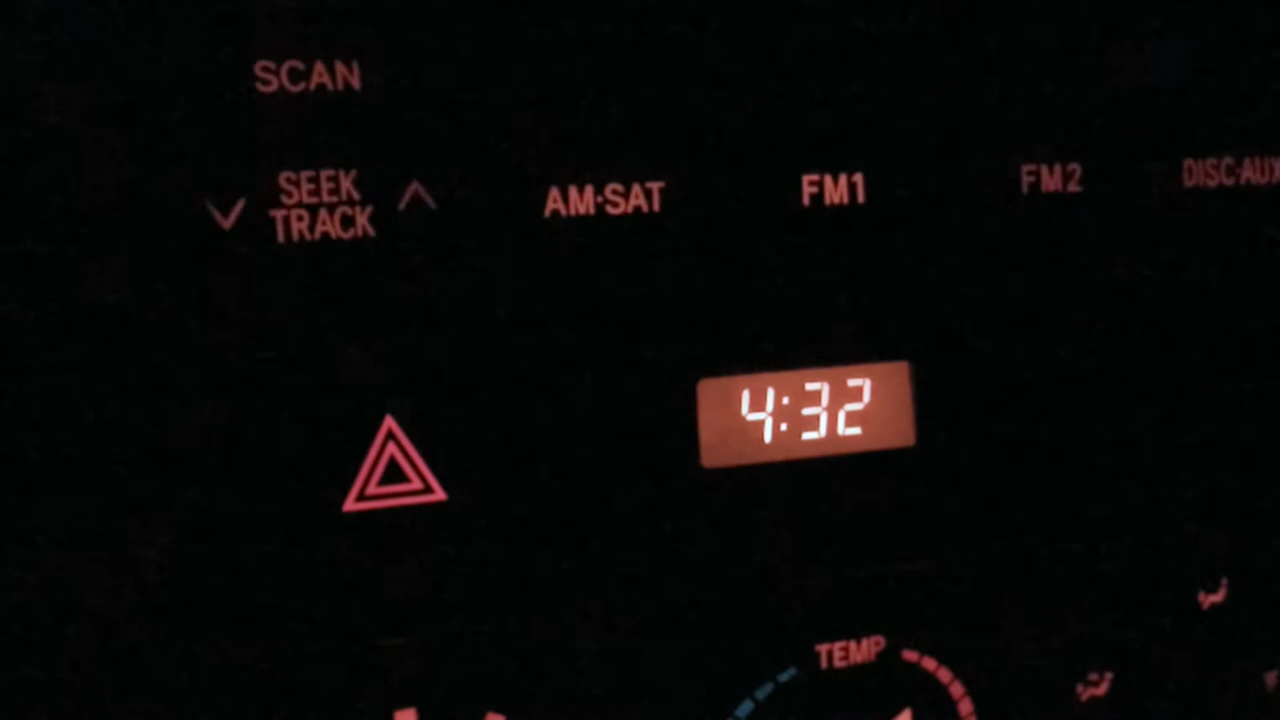 SCAN
SEEK
TRACK
AM·SAT
FM1
FM2
DISC·AUX
4:32
TEMP